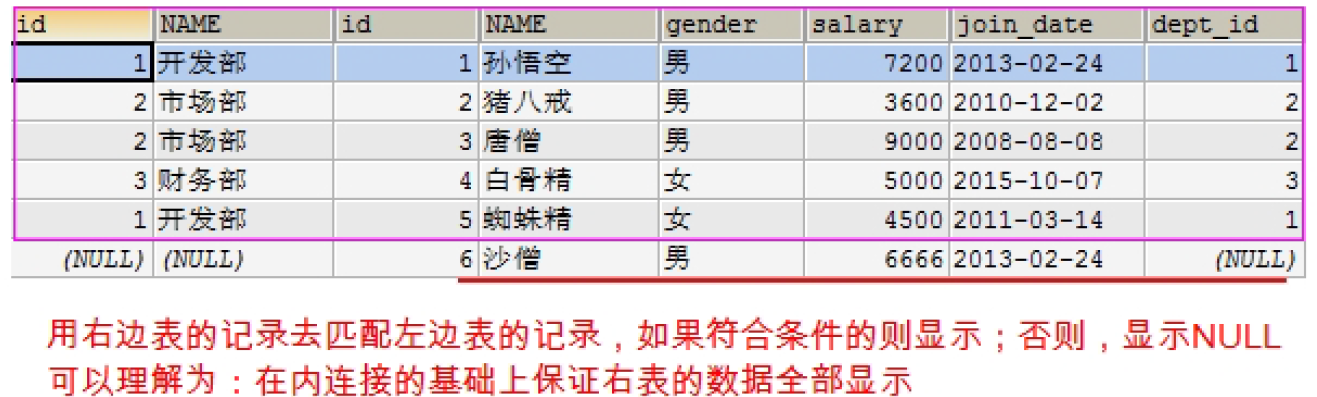 id NAME id NAME gender salary join_date dept_id
1 开发部 1 孙悟空 男 7200 2013-02-24 1
2 市场部 2 猪八戒 男 3600 2010-12-02 2
2 市场部 3 唐僧 男 9000 2008-08-08 2
3 财务部 4 白骨精 女 5000 2015-10-07 3
1 开发部 5 蜘蛛精 女 4500 2011-03-14 1
(NULL) (NULL) 6 沙僧 男 6666 2013-02-24 (NULL)
用右边表的记录去匹配左边表的记录，如果符合条件的则显示；否则，显示NULL
可以理解为：在内连接的基础上保证右表的数据全部显示